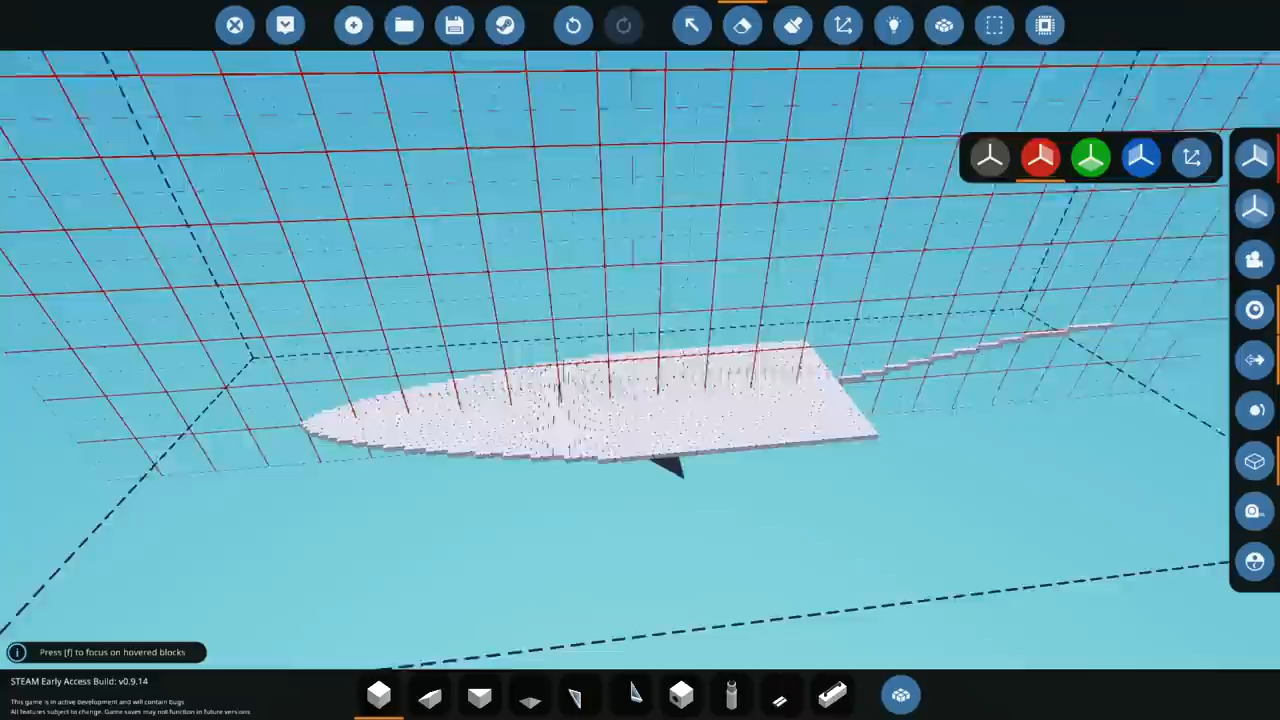 Press [f] to focus on hovered blocks
STEAM Early Access Build: v0.9.14
This game is in active development and will contain bugs
All features subject to change. Game saves may not function in future versions